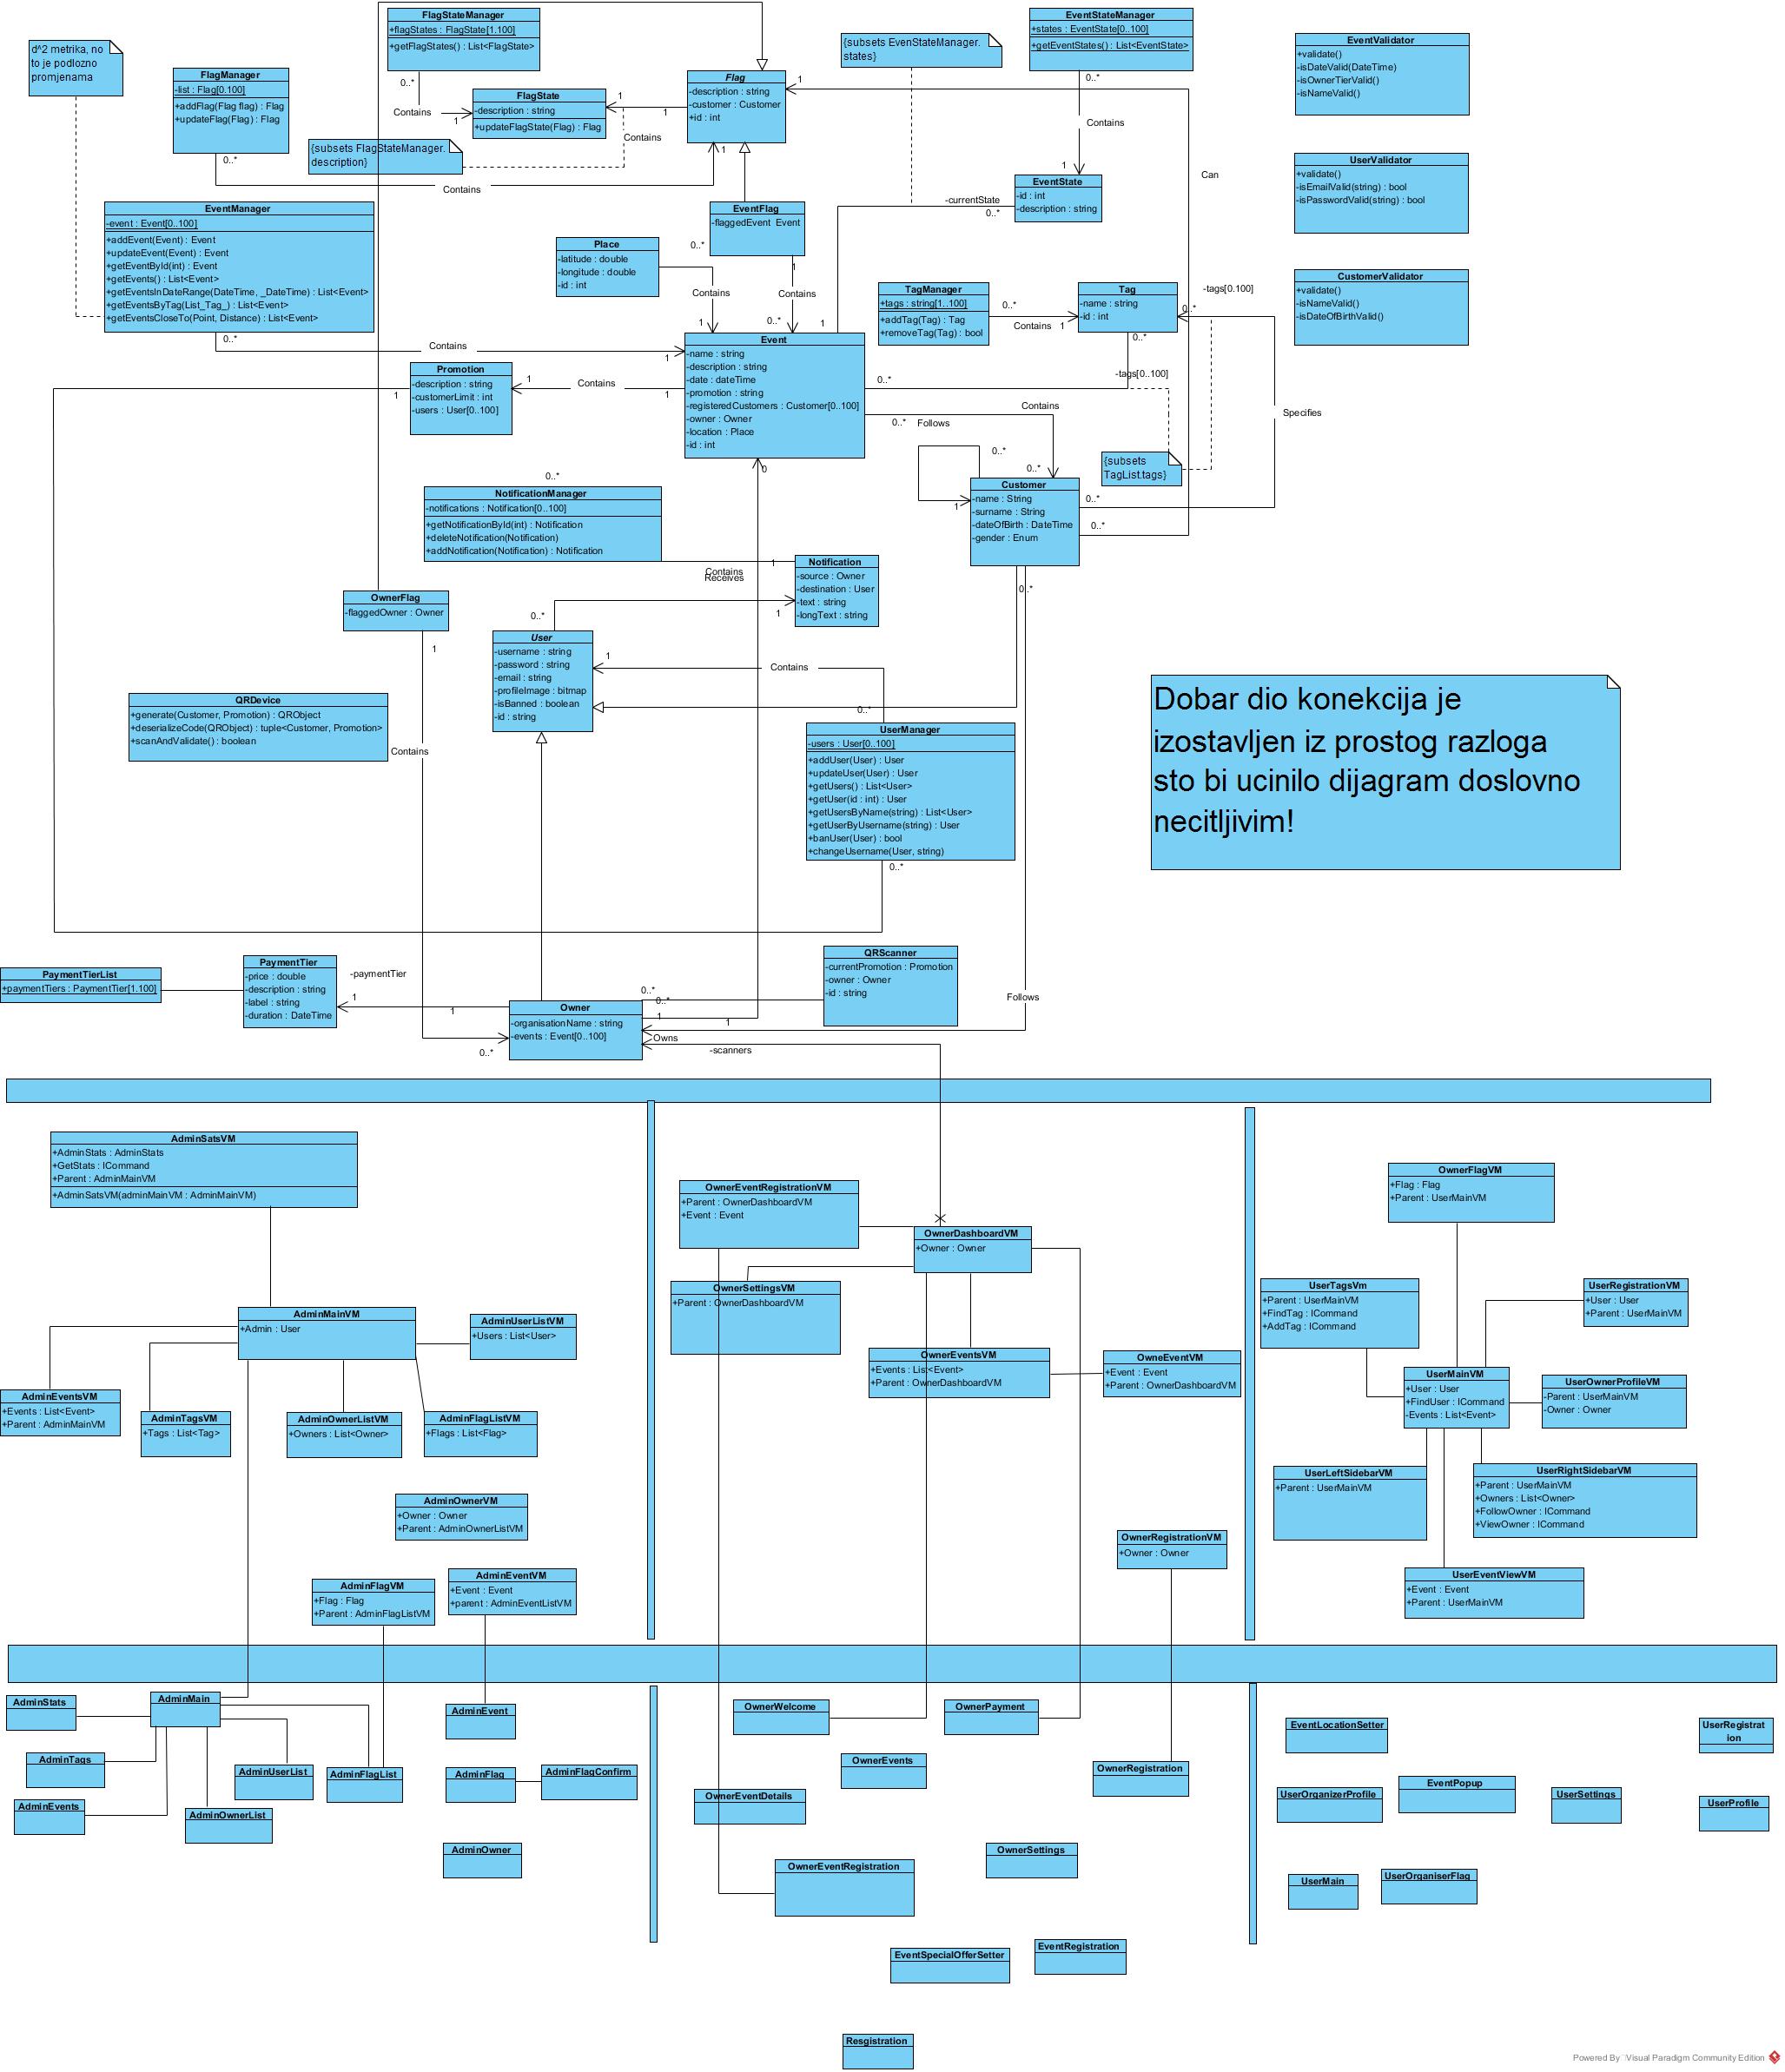 FlagStateManager
+flagStates : FlagState[1.100]
+getFlagStates() : List<FlagState>
EventStateManager
+states : EventState[0..100]
+getEventStates() : List<EventState>
d^2 metrika, no
to je podlozno
promjenama
{subsets EvenStateManager.
states}
EventValidator
+validate()
-isDateValid(DateTime)
-isOwnerTierValid()
-isNameValid()
FlagManager
-list : Flag[0.100]
+addFlag(Flag flag) : Flag
+updateFlag(Flag) : Flag
0..*
Contains
1
FlagState
-description : string
+updateFlagState(Flag) : Flag
1
1
Contains
Flag
-description : string
-customer : Customer
+id : int
1
0..*
Contains
1
{subsets FlagStateManager.
description}
0..*
Contains
1
UserValidator
+validate()
-isEmailValid(string) : bool
-isPasswordValid(string) : bool
Can
EventState
-id : int
-description : string
-currentState
0..*
EventManager
-event : Event[0..100]
+addEvent(Event) : Event
+updateEvent(Event) : Event
+getEventById(int) : Event
+getEvents() : List<Event>
+getEventsInDateRange(DateTime, _DateTime) : List<Event>
+getEventsByTag(List_Tag_) : List<Event>
+getEventsCloseTo(Point, Distance) : List<Event>
EventFlag
-flaggedEvent Event
0..*
1
Contains
0..*
Place
-latitude : double
-longitude : double
-id : int
Contains
1
1
CustomerValidator
+validate()
-isNameValid()
-isDateOfBirthValid()
TagManager
+tags : string[1..100]
+addTag(Tag) : Tag
+removeTag(Tag) : bool
0..*
Contains
1
Tag
-name : string
-id : int
-tags[0.100]
0..*
0..*
0..*
Contains
1
Event
-name : string
-description : string
-date : dateTime
-promotion : string
-registeredCustomers : Customer[0..100]
-owner : Owner
-location : Place
-id : int
Promotion
-description : string
-customerLimit : int
-users : User[0..100]
1
1
Contains
1
0..*
-tags[0..100]
Contains
0..*
Follows
Specifies
0..*
0..*
1
{subsets
TagList.tags}
0
Customer
-name : String
-surname : String
-dateOfBirth : DateTime
-gender : Enum
0..*
0..*
0..*
0..*
NotificationManager
-notifications : Notification[0..100]
+getNotificationById(int) : Notification
+deleteNotification(Notification)
+addNotification(Notification) : Notification
Contains
Receives
1
Notification
-source : Owner
-destination : User
-text : string
-longText : string
0..*
1
OwnerFlag
-flaggedOwner : Owner
1
User
-username : string
-password : string
-email : string
-profileImage : bitmap
-isBanned : boolean
-id : string
1
Contains
0..*
QRDevice
+generate(Customer, Promotion) : QRObject
+deserializeCode(QRObject) : tuple<Customer, Promotion>
+scanAndValidate() : boolean
Contains
UserManager
-users : User[0..100]
+addUser(User) : User
+updateUser(User) : User
+getUsers() : List<User>
+getUser(id : int) : User
+getUsersByName(string) : List<User>
+getUserByUsername(string) : User
+banUser(User) : bool
+changeUsername(User, string)
0..*
Dobar dio konekcija je
izostavljen iz prostog razloga
sto bi ucinilo dijagram doslovno
necitljivim!
PaymentTierList
+paymentTiers : PaymentTier[1.100]
PaymentTier
-price : double
-description : string
-label : string
-duration : DateTime
-paymentTier
1
1
QRScanner
-currentPromotion : Promotion
-owner : Owner
-id : string
Owner
-organisationName : string
-events : Event[0..100]
0..*
0..*
0..*
1
1
Follows
Owns
-scanners
AdminSatsVM
+AdminStats : AdminStats
+GetStats : ICommand
+Parent : AdminMainVM
+AdminSatsVM(adminMainVM : AdminMainVM)
OwnerEventRegistrationVM
+Parent : OwnerDashboardVM
+Event : Event
OwnerFlagVM
+Flag : Flag
+Parent : UserMainVM
OwnerDashboardVM
+Owner : Owner
OwnerSettingsVM
+Parent : OwnerDashboardVM
UserTagsVm
+Parent : UserMainVM
+FindTag : ICommand
+AddTag : ICommand
UserRegistrationVM
+User : User
+Parent : UserMainVM
AdminMainVM
+Admin : User
AdminUserListVM
+Users : List<User>
OwnerEventsVM
+Events : List<Event>
+Parent : OwnerDashboardVM
OwneEventVM
+Event : Event
+Parent : OwnerDashboardVM
UserMainVM
+User : User
+FindUser : ICommand
-Events : List<Event>
UserOwnerProfileVM
-Parent : UserMainVM
-Owner : Owner
AdminEventsVM
+Events : List<Event>
+Parent : AdminMainVM
AdminTagsVM
+Tags : List<Tag>
AdminOwnerListVM
+Owners : List<Owner>
AdminFlagListVM
+Flags : List<Flag>
UserLeftSidebarVM
+Parent : UserMainVM
UserRightSidebarVM
+Parent : UserMainVM
+Owners : List<Owner>
+FollowOwner : ICommand
+ViewOwner : ICommand
AdminOwnerVM
+Owner : Owner
+Parent : AdminOwnerListVM
OwnerRegistrationVM
+Owner : Owner
AdminFlagVM
+Flag : Flag
+Parent : AdminFlagListVM
AdminEventVM
+Event : Event
+parent : AdminEventListVM
UserEventViewVM
+Event : Event
+Parent : UserMainVM
AdminStats
AdminMain
AdminEvent
OwnerWelcome
OwnerPayment
EventLocationSetter
UserRegistrat
ion
AdminTags
AdminUserList
AdminFlagList
AdminFlag
AdminFlagConfirm
OwnerEvents
OwnerRegistration
EventPopup
UserOrganizerProfile
UserSettings
UserProfile
AdminEvents
AdminOwnerList
OwnerEventDetails
AdminOwner
OwnerSettings
OwnerEventRegistration
UserMain
UserOrganiserFlag
EventSpecialOfferSetter
EventRegistration
Resgistration
Powered By Visual Paradigm Community Edition